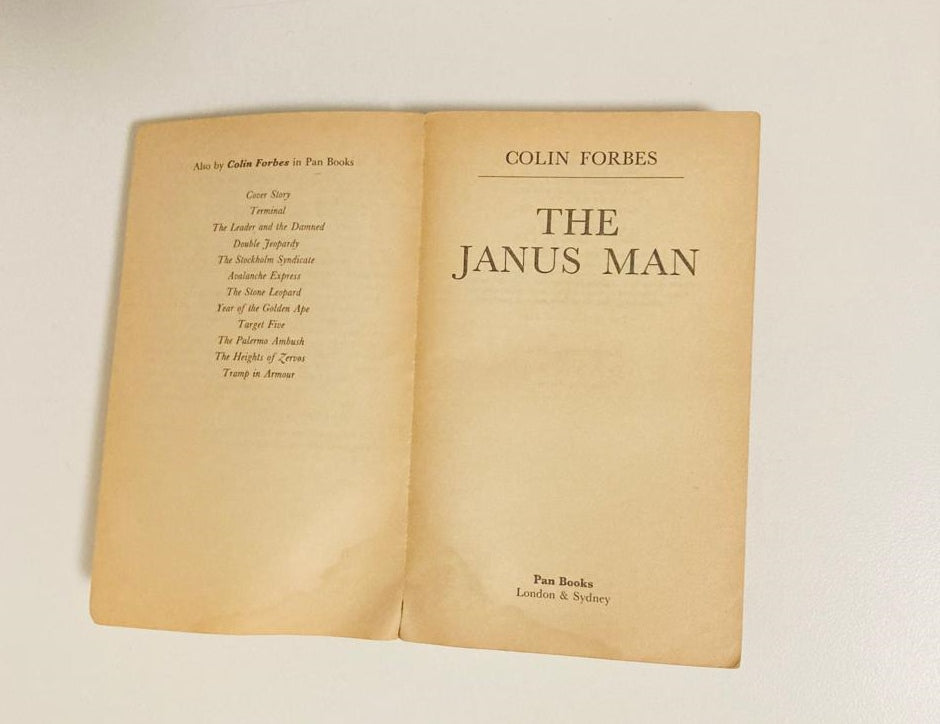 Also by Colin Forbes in Pan Books
Cover Story
Terminal
The Leader and the Damned
Double Jeopardy
The Stockholm Syndicate
Avalanche Express
The Stone Leopard
Year of the Golden Ape
Target Five
The Palermo Ambush
The Heights of Zervos
Tramp in Armour
COLIN FORBES
THE
JANUS MAN
Pan Books
London & Sydney